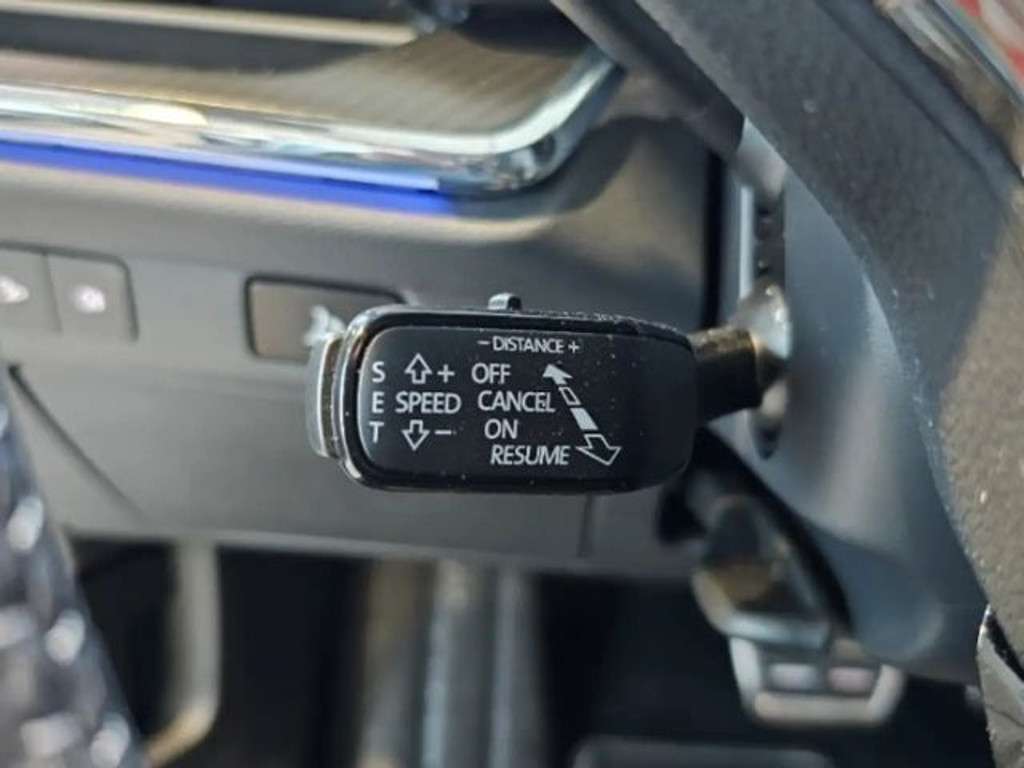 − DISTANCE +
S + OFF
E SPEED CANCEL
T − ON
RESUME